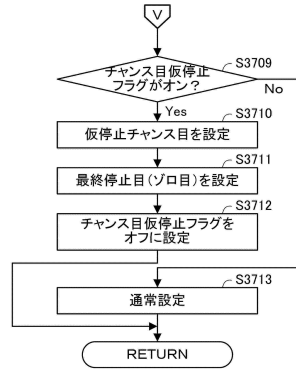 V
チャンス目仮停止
フラグがオン？
S3709
No
Yes
S3710
仮停止チャンス目を設定
S3711
最終停止目(ゾロ目)を設定
S3712
チャンス目仮停止フラグを
オフに設定
S3713
通常設定
RETURN